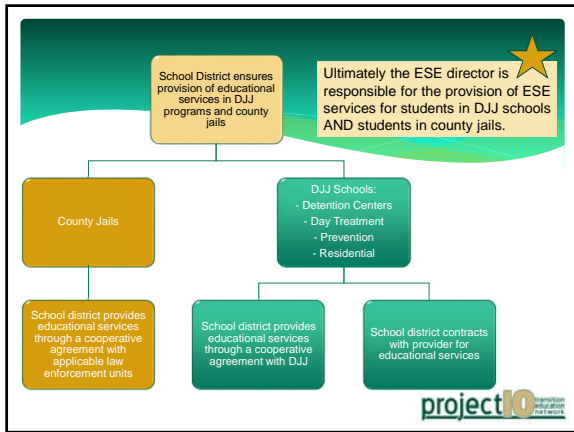 School District ensures
provision of educational
services in DJJ
programs and county
jails
Ultimately the ESE director is
responsible for the provision of ESE
services for students in DJJ schools
AND students in county jails.
County Jails
DJJ Schools:
- Detention Centers
- Day Treatment
- Prevention
- Residential
School district provides
educational services
through a cooperative
agreement with
applicable law
enforcement units
School district provides
educational services
through a cooperative
agreement with DJJ
School district contracts
with provider for
educational services
project10 transition
education
network